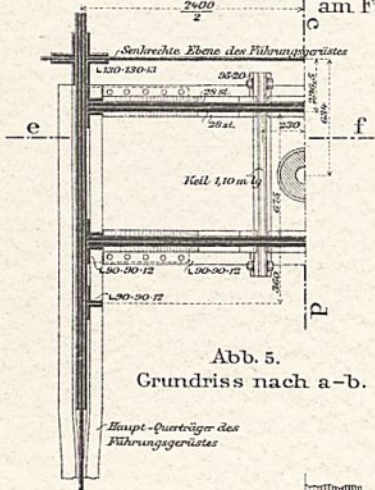 2400
2
c
am F
Senkrechte Ebene des Führungsgerüstes
∟130·130·13
95·20
28 st.
28 st.
230
e
f
Keil 1,10 m lg
675
360
∟90·90·12
∟90·90·12
∟90·90·12
d
Abb. 5.
Grundriss nach a-b.
Haupt-Querträger des
Führungsgerüstes